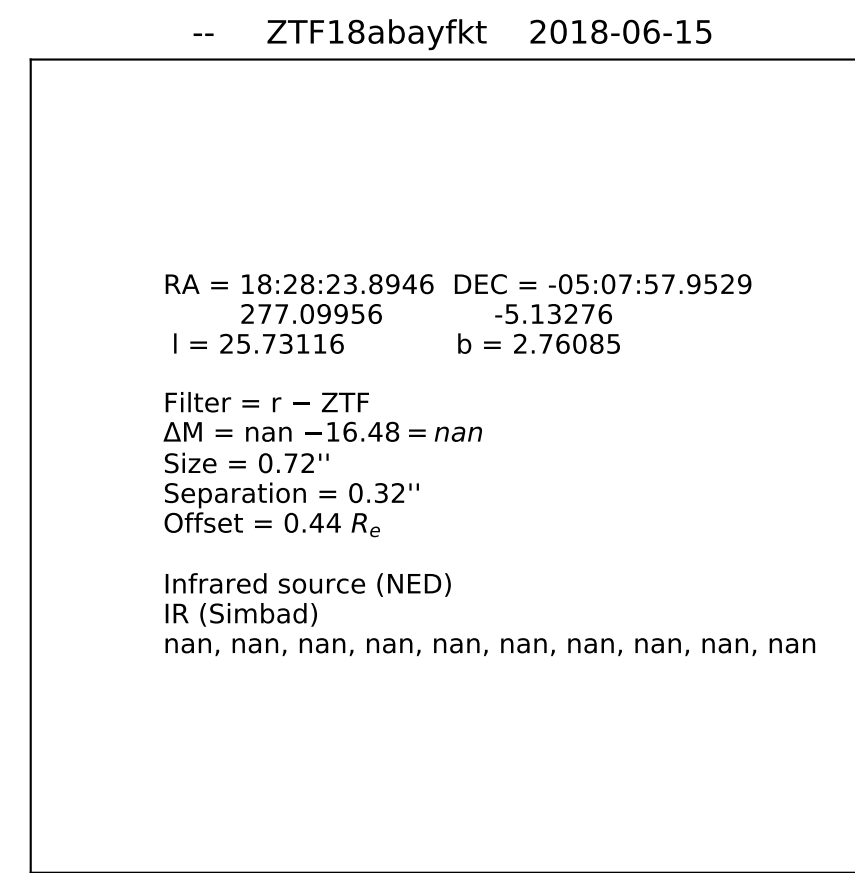 -- ZTF18abayfkt 2018-06-15
RA = 18:28:23.8946 DEC = -05:07:57.9529
277.09956 -5.13276
l = 25.73116 b = 2.76085
Filter = r − ZTF
ΔM = nan −16.48 = nan
Size = 0.72''
Separation = 0.32''
Offset = 0.44 Re
Infrared source (NED)
IR (Simbad)
nan, nan, nan, nan, nan, nan, nan, nan, nan, nan